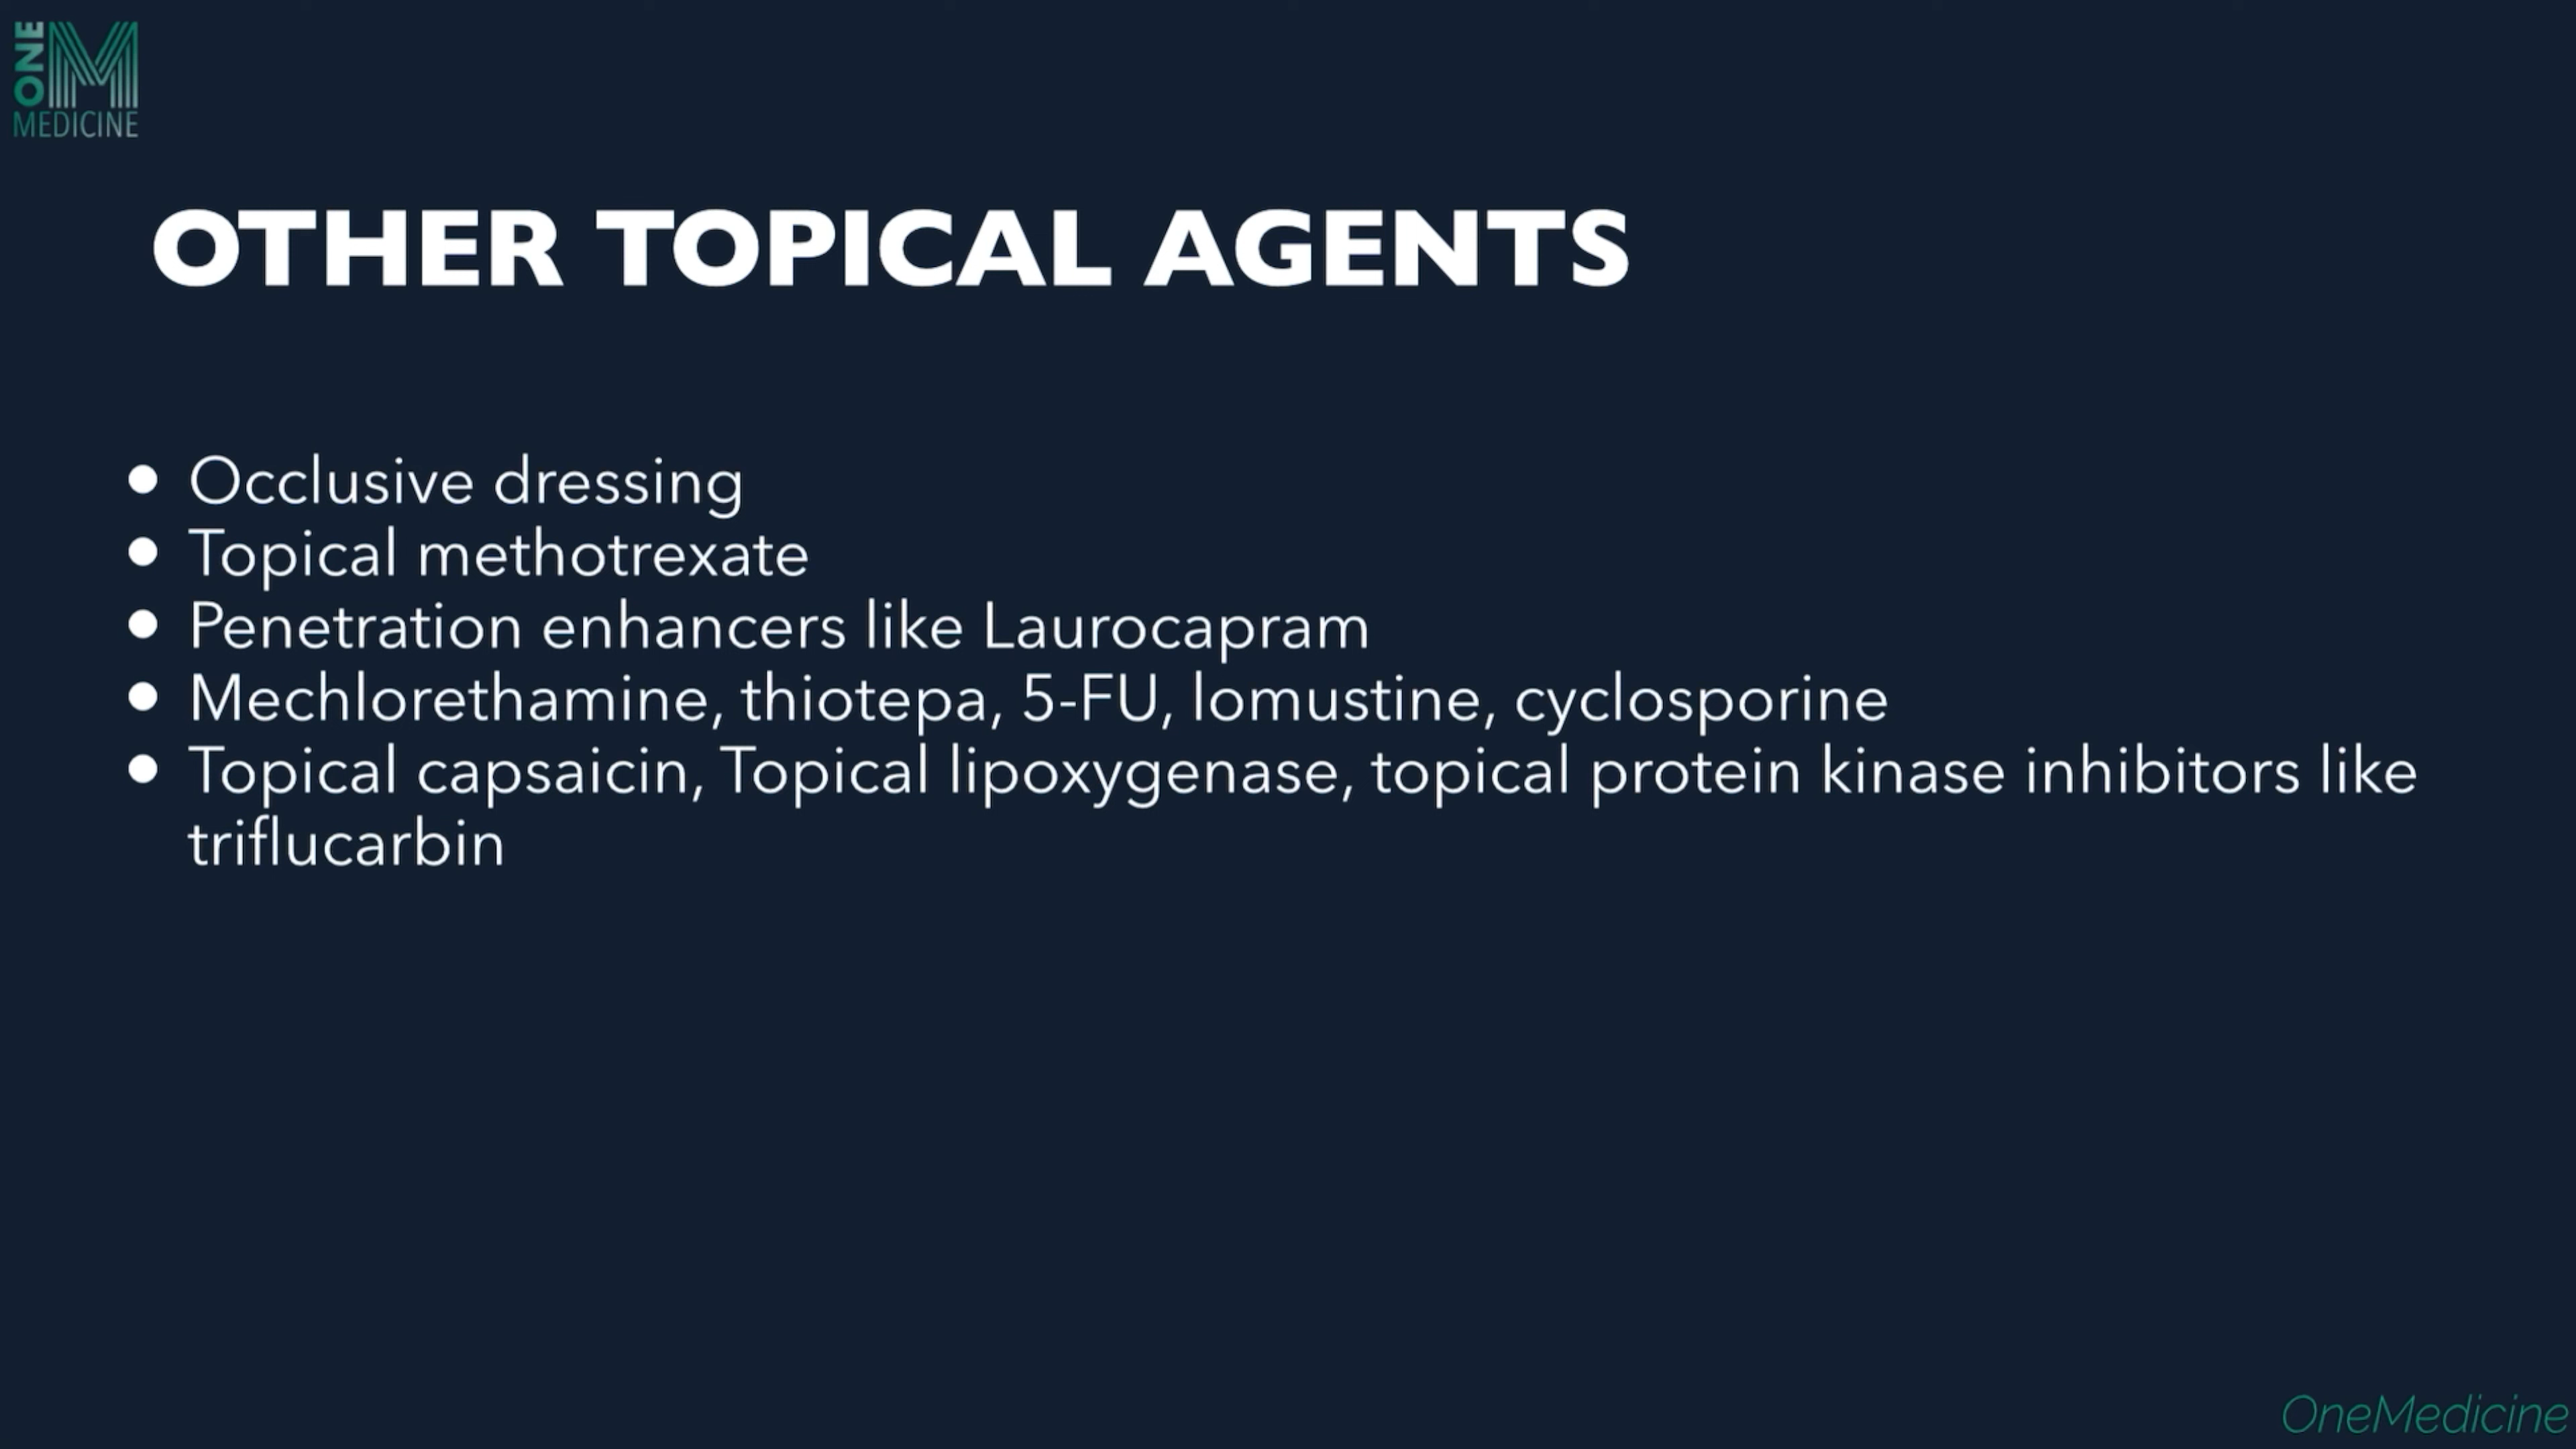 ONE
M
MEDICINE
OTHER TOPICAL AGENTS
• Occlusive dressing
• Topical methotrexate
• Penetration enhancers like Laurocapram
• Mechlorethamine, thiotepa, 5-FU, lomustine, cyclosporine
• Topical capsaicin, Topical lipoxygenase, topical protein kinase inhibitors like
triflucarbin
OneMedicine